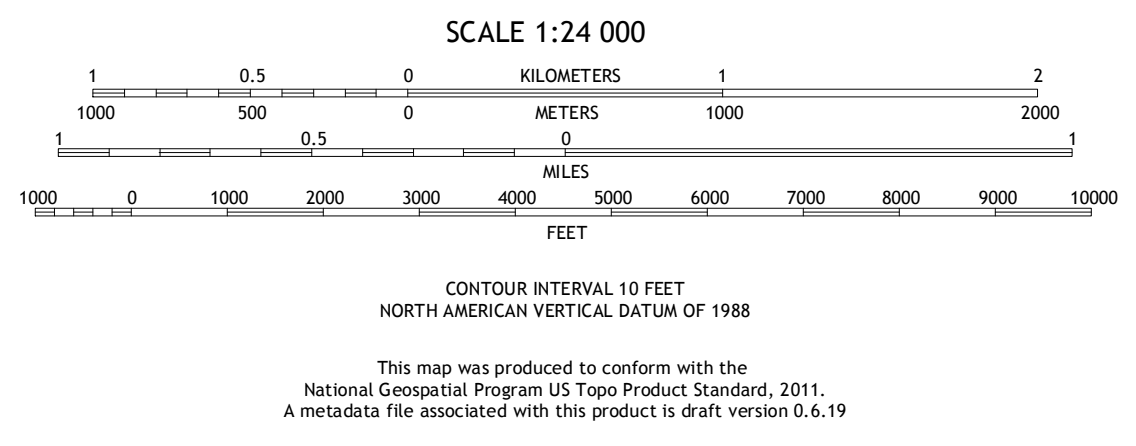 SCALE 1:24 000
1 0.5 0 KILOMETERS 1 2
1000 500 0 METERS 1000 2000
1 0.5 0 1
MILES
1000 0 1000 2000 3000 4000 5000 6000 7000 8000 9000 10000
FEET
CONTOUR INTERVAL 10 FEET
NORTH AMERICAN VERTICAL DATUM OF 1988
This map was produced to conform with the
National Geospatial Program US Topo Product Standard, 2011.
A metadata file associated with this product is draft version 0.6.19